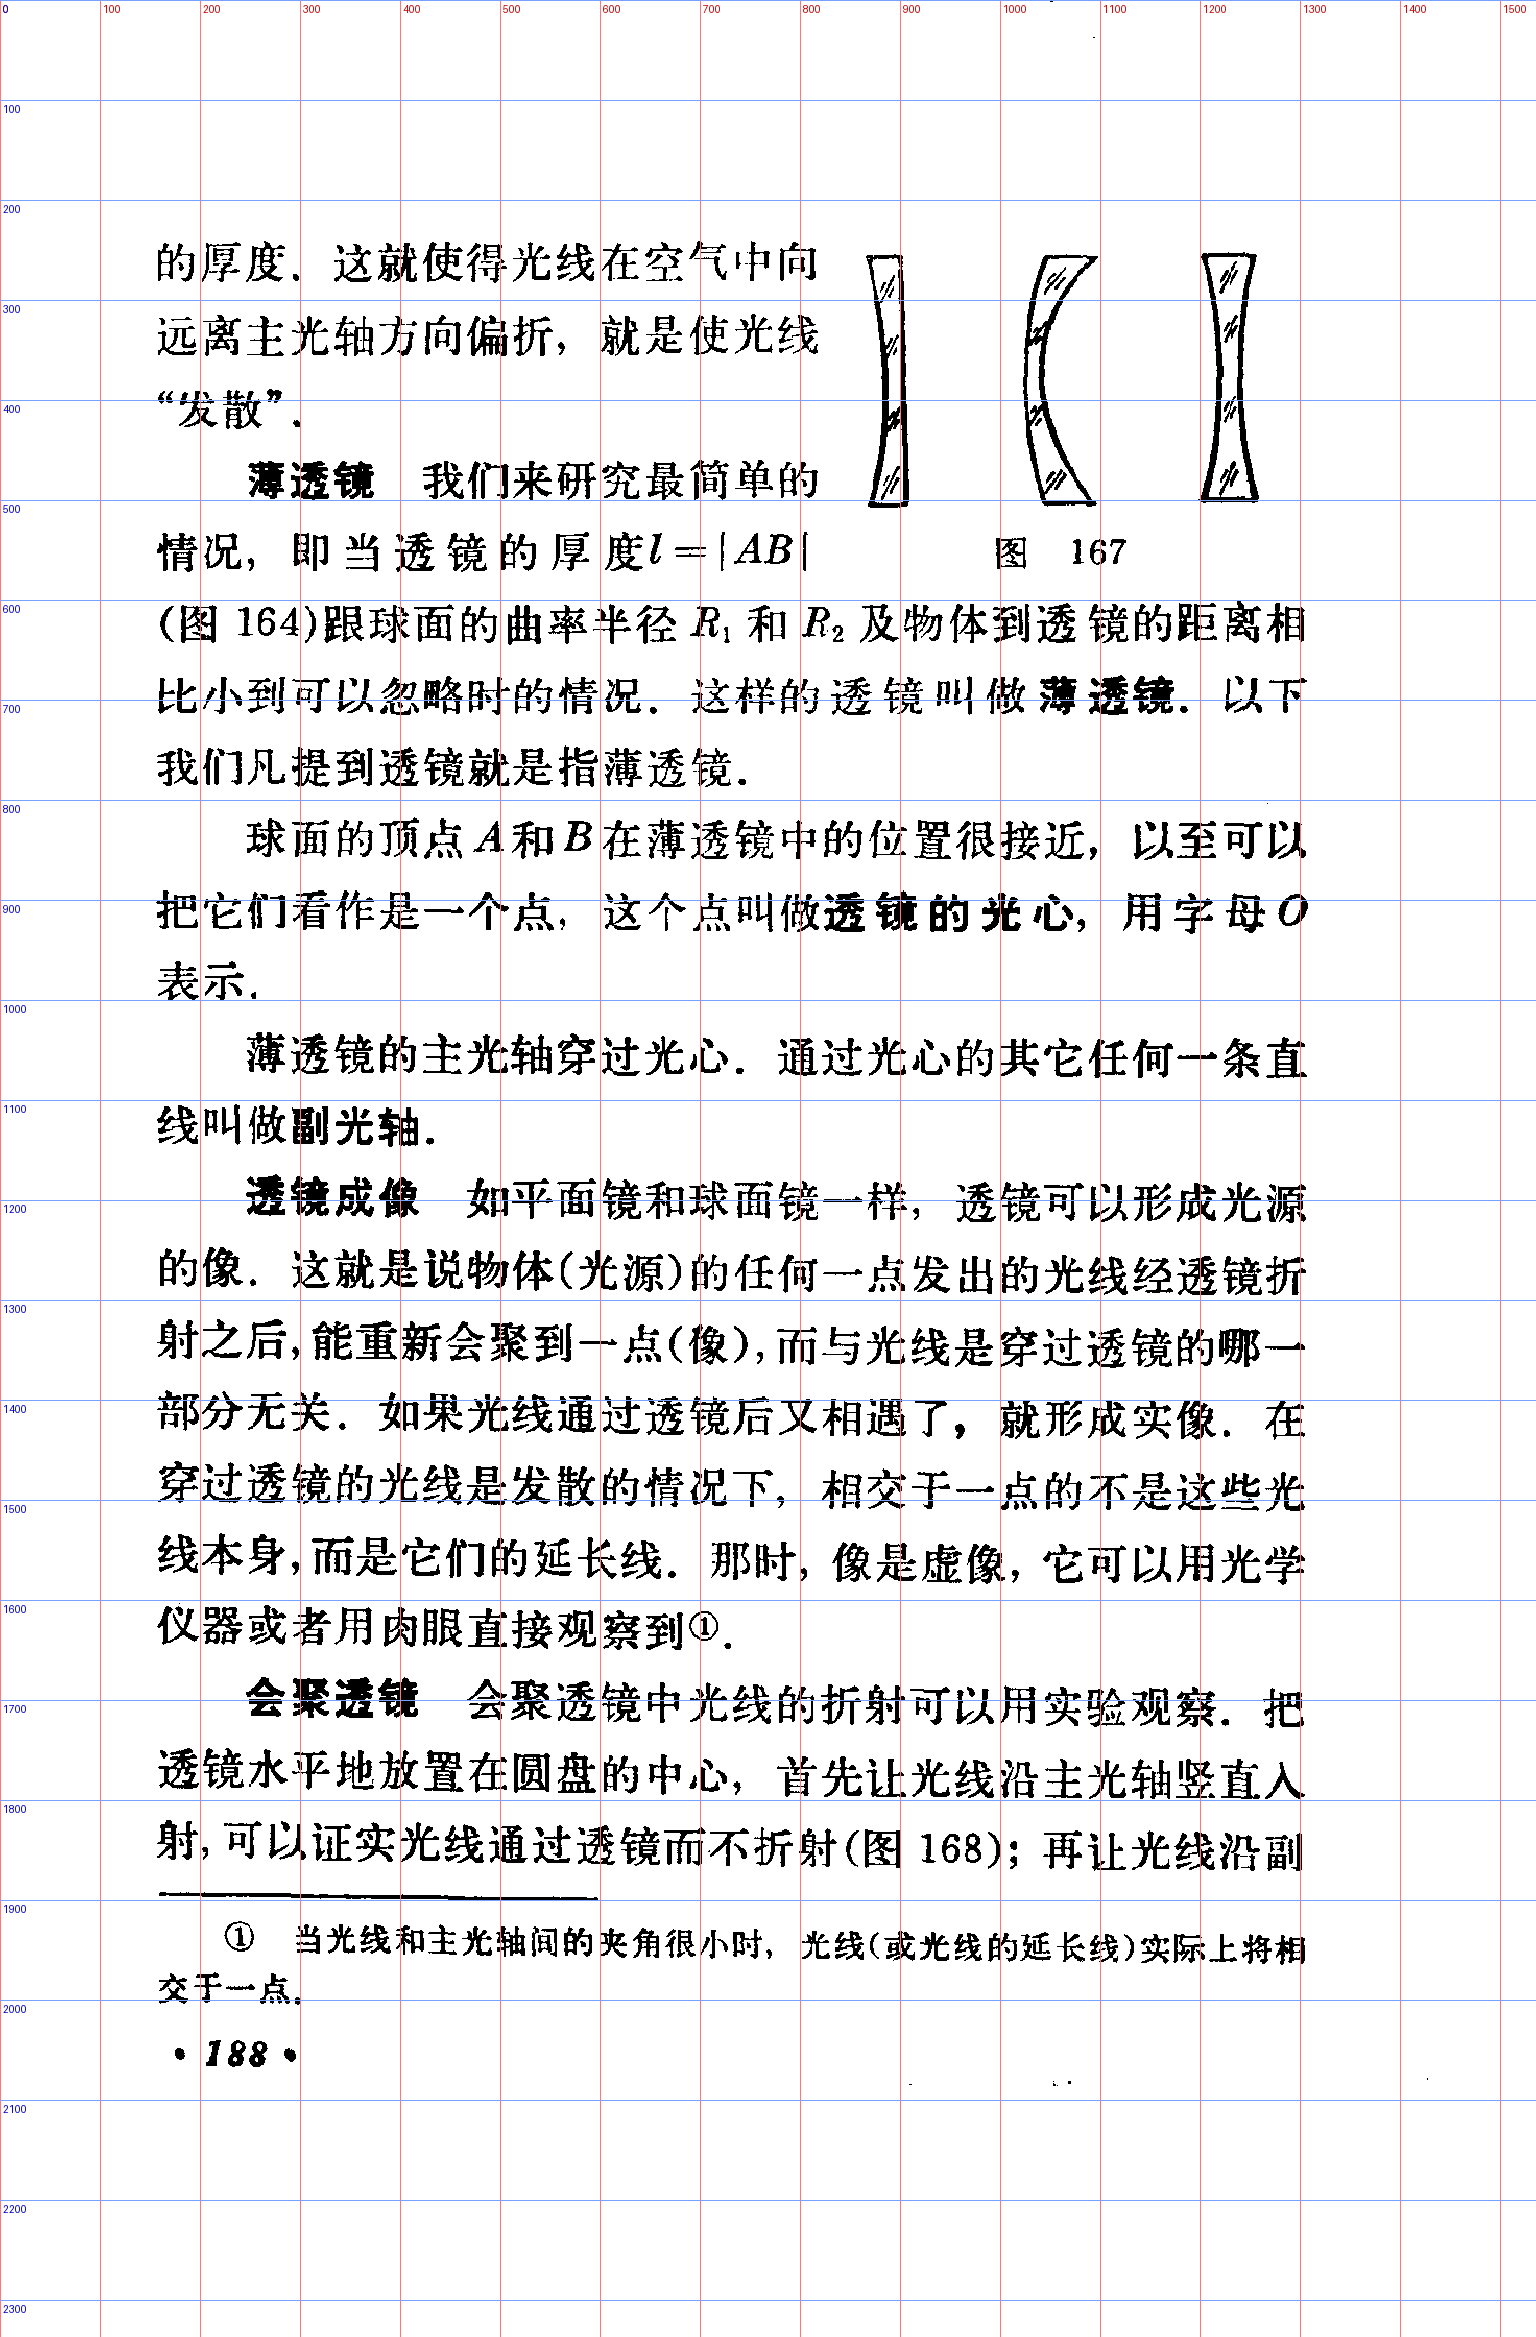 的厚度．这就使得光线在空气中向
远离主光轴方向偏折，就是使光线
“发散”．
薄透镜　我们来研究最简单的
情况，即当透镜的厚度l＝|AB|
图　167
(图 164)跟球面的曲率半径 R₁ 和 R₂ 及物体到透镜的距离相
比小到可以忽略时的情况．这样的透镜叫做薄透镜．以下
我们凡提到透镜就是指薄透镜．
球面的顶点 A 和 B 在薄透镜中的位置很接近，以至可以
把它们看作是一个点，这个点叫做透镜的光心，用字母 O
表示．
薄透镜的主光轴穿过光心．通过光心的其它任何一条直
线叫做副光轴．
透镜成像　如平面镜和球面镜一样，透镜可以形成光源
的像．这就是说物体(光源)的任何一点发出的光线经透镜折
射之后，能重新会聚到一点(像)，而与光线是穿过透镜的哪一
部分无关．如果光线通过透镜后又相遇了，就形成实像．在
穿过透镜的光线是发散的情况下，相交于一点的不是这些光
线本身，而是它们的延长线．那时，像是虚像，它可以用光学
仪器或者用肉眼直接观察到①．
会聚透镜　会聚透镜中光线的折射可以用实验观察．把
透镜水平地放置在圆盘的中心，首先让光线沿主光轴竖直入
射，可以证实光线通过透镜而不折射(图 168)；再让光线沿副
①　当光线和主光轴间的夹角很小时，光线(或光线的延长线)实际上将相
交于一点．
• 188 •